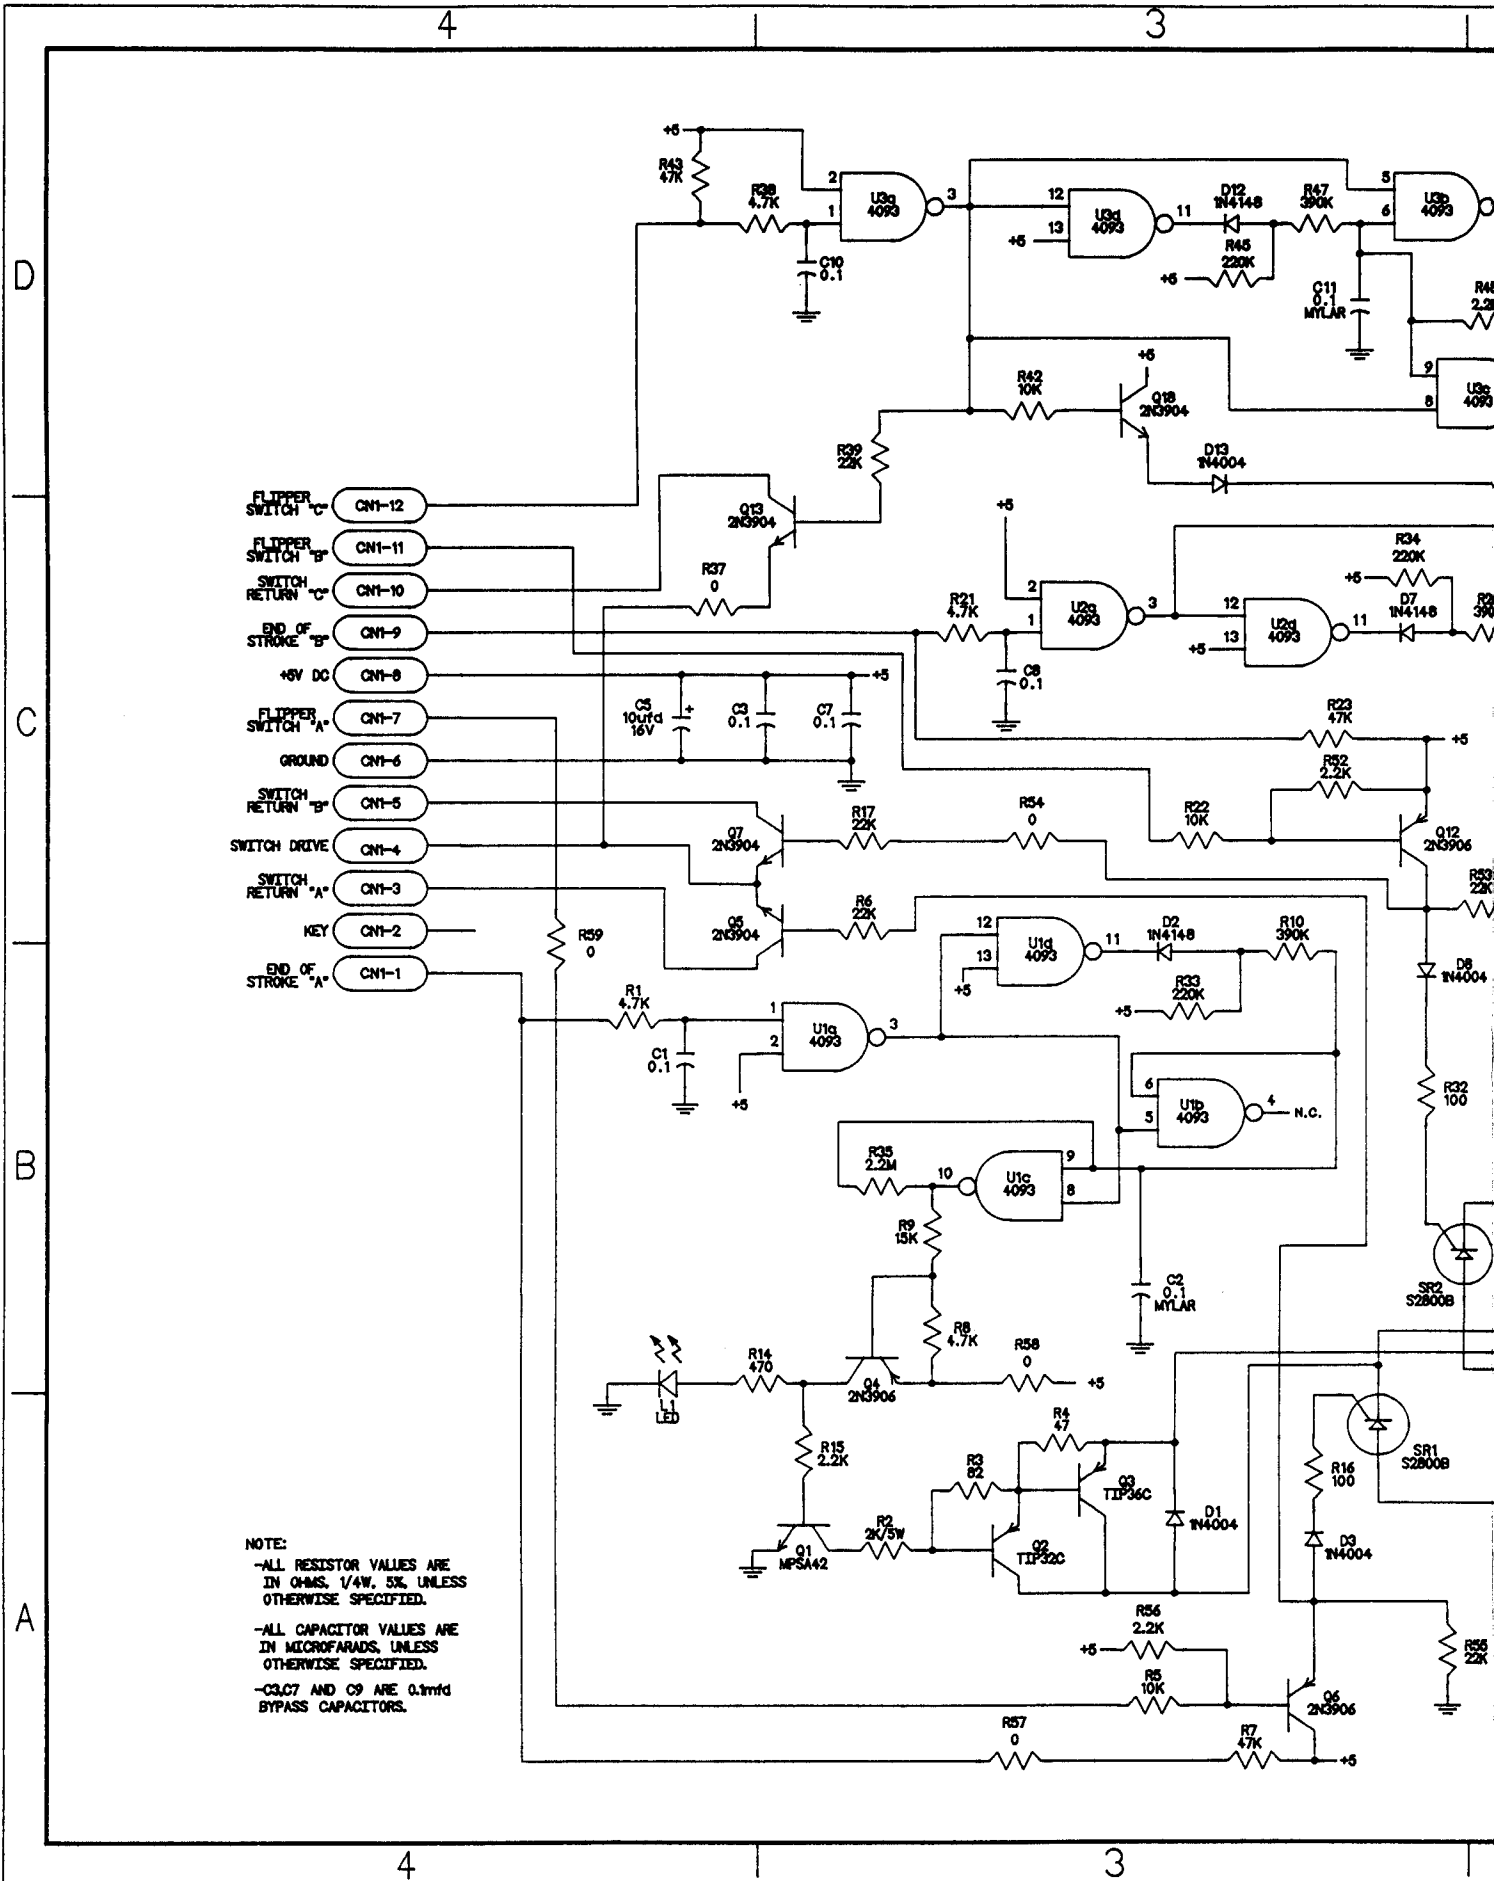 4
3
+5
R43
47K
R38
4.7K
2
1
U3a
4093
3
C10
0.1
12
13
+5
U3d
4093
11
D12
1N4148
R45
220K
+5
R47
390K
5
6
U3b
4093
C11
0.1
MYLAR
9
8
U3c
4093
D
R42
10K
+5
Q18
2N3904
R39
22K
D13
1N4004
FLIPPER
SWITCH "C"
CN1-12
FLIPPER
SWITCH "B"
CN1-11
SWITCH
RETURN "C"
CN1-10
END OF
STROKE "B"
CN1-9
+5V DC
CN1-8
FLIPPER
SWITCH "A"
CN1-7
GROUND
CN1-6
SWITCH
RETURN "B"
CN1-5
SWITCH DRIVE
CN1-4
SWITCH
RETURN "A"
CN1-3
KEY
CN1-2
END OF
STROKE "A"
CN1-1
Q13
2N3904
R37
0
+5
R21
4.7K
2
1
U2a
4093
3
C8
0.1
12
13
+5
U2d
4093
11
R34
220K
+5
D7
1N4148
C
C5
10ufd
16V
+
C3
0.1
C7
0.1
+5
R23
47K
+5
R52
2.2K
R22
10K
Q12
2N3906
R53
22K
Q7
2N3904
R17
22K
R54
0
Q5
2N3904
R6
22K
R59
0
12
13
+5
U1d
4093
11
D2
1N4148
R10
390K
R33
220K
+5
D8
1N4004
R1
4.7K
C1
0.1
1
2
+5
U1a
4093
3
R32
100
6
5
U1b
4093
4
N.C.
B
R35
2.2M
10
U1c
4093
9
8
R9
15K
C2
0.1
MYLAR
SR2
S2800B
R8
4.7K
R58
0
+5
R14
470
L1
LED
Q4
2N3906
R15
2.2K
R4
47
R3
82
Q3
TIP36C
SR1
S2800B
R16
100
D3
1N4004
D1
1N4004
Q1
MPSA42
R2
2K/5W
Q2
TIP32C
NOTE:
-ALL RESISTOR VALUES ARE
IN OHMS, 1/4W, 5%, UNLESS
OTHERWISE SPECIFIED.
-ALL CAPACITOR VALUES ARE
IN MICROFARADS, UNLESS
OTHERWISE SPECIFIED.
-C3,C7 AND C9 ARE 0.1mfd
BYPASS CAPACITORS.
A
R56
2.2K
+5
R5
10K
Q6
2N3906
R55
22K
R57
0
R7
47K
+5
4
3